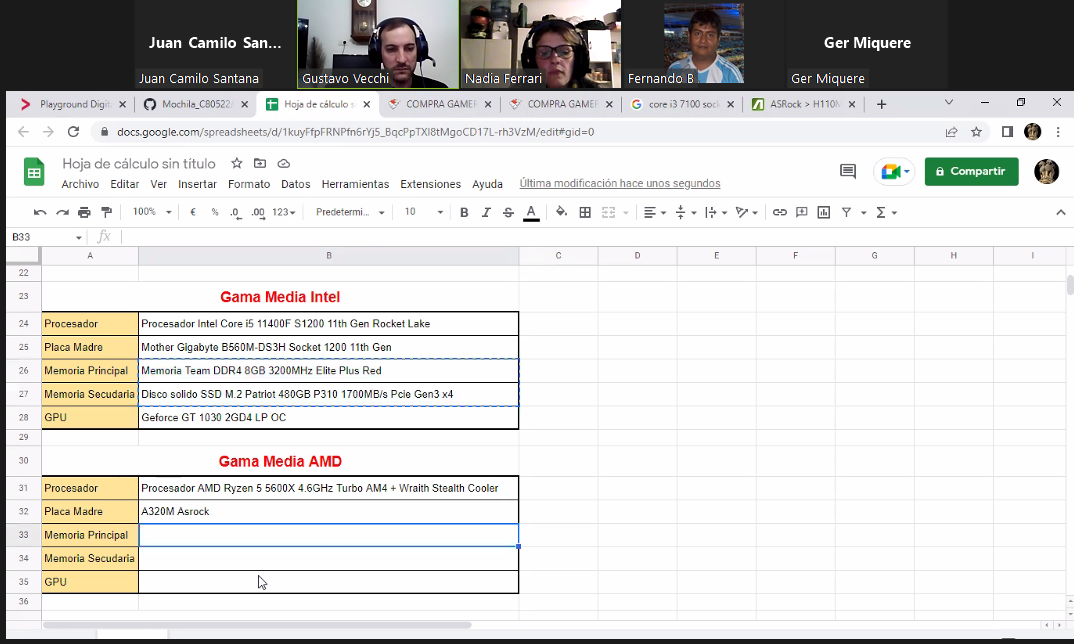 Juan Camilo San...
Ger Miquere
Juan Camilo Santana
Gustavo Vecchi
Nadia Ferrari
Fernando B
Ger Miquere
Playground Digit
Mochila_C80522/
Hoja de cálculo s
COMPRA GAMER
COMPRA GAMER
core i3 7100 sock
ASRock > H110M
docs.google.com/spreadsheets/d/1kuyFfpFRNPfn6rYj5_BqcPpTXl8tMgoCD17L-rh3VzM/edit#gid=0
Hoja de cálculo sin título
Archivo Editar Ver Insertar Formato Datos Herramientas Extensiones Ayuda Última modificación hace unos segundos
Compartir
100% € % .0 .00 123 Predetermi... 10 B I S A Σ
B33 fx
A B C D E F G H I
22
23 Gama Media Intel
24 Procesador Procesador Intel Core i5 11400F S1200 11th Gen Rocket Lake
25 Placa Madre Mother Gigabyte B560M-DS3H Socket 1200 11th Gen
26 Memoria Principal Memoria Team DDR4 8GB 3200MHz Elite Plus Red
27 Memoria Secudaria Disco solido SSD M.2 Patriot 480GB P310 1700MB/s Pcie Gen3 x4
28 GPU Geforce GT 1030 2GD4 LP OC
29
30 Gama Media AMD
31 Procesador Procesador AMD Ryzen 5 5600X 4.6GHz Turbo AM4 + Wraith Stealth Cooler
32 Placa Madre A320M Asrock
33 Memoria Principal
34 Memoria Secudaria
35 GPU
36